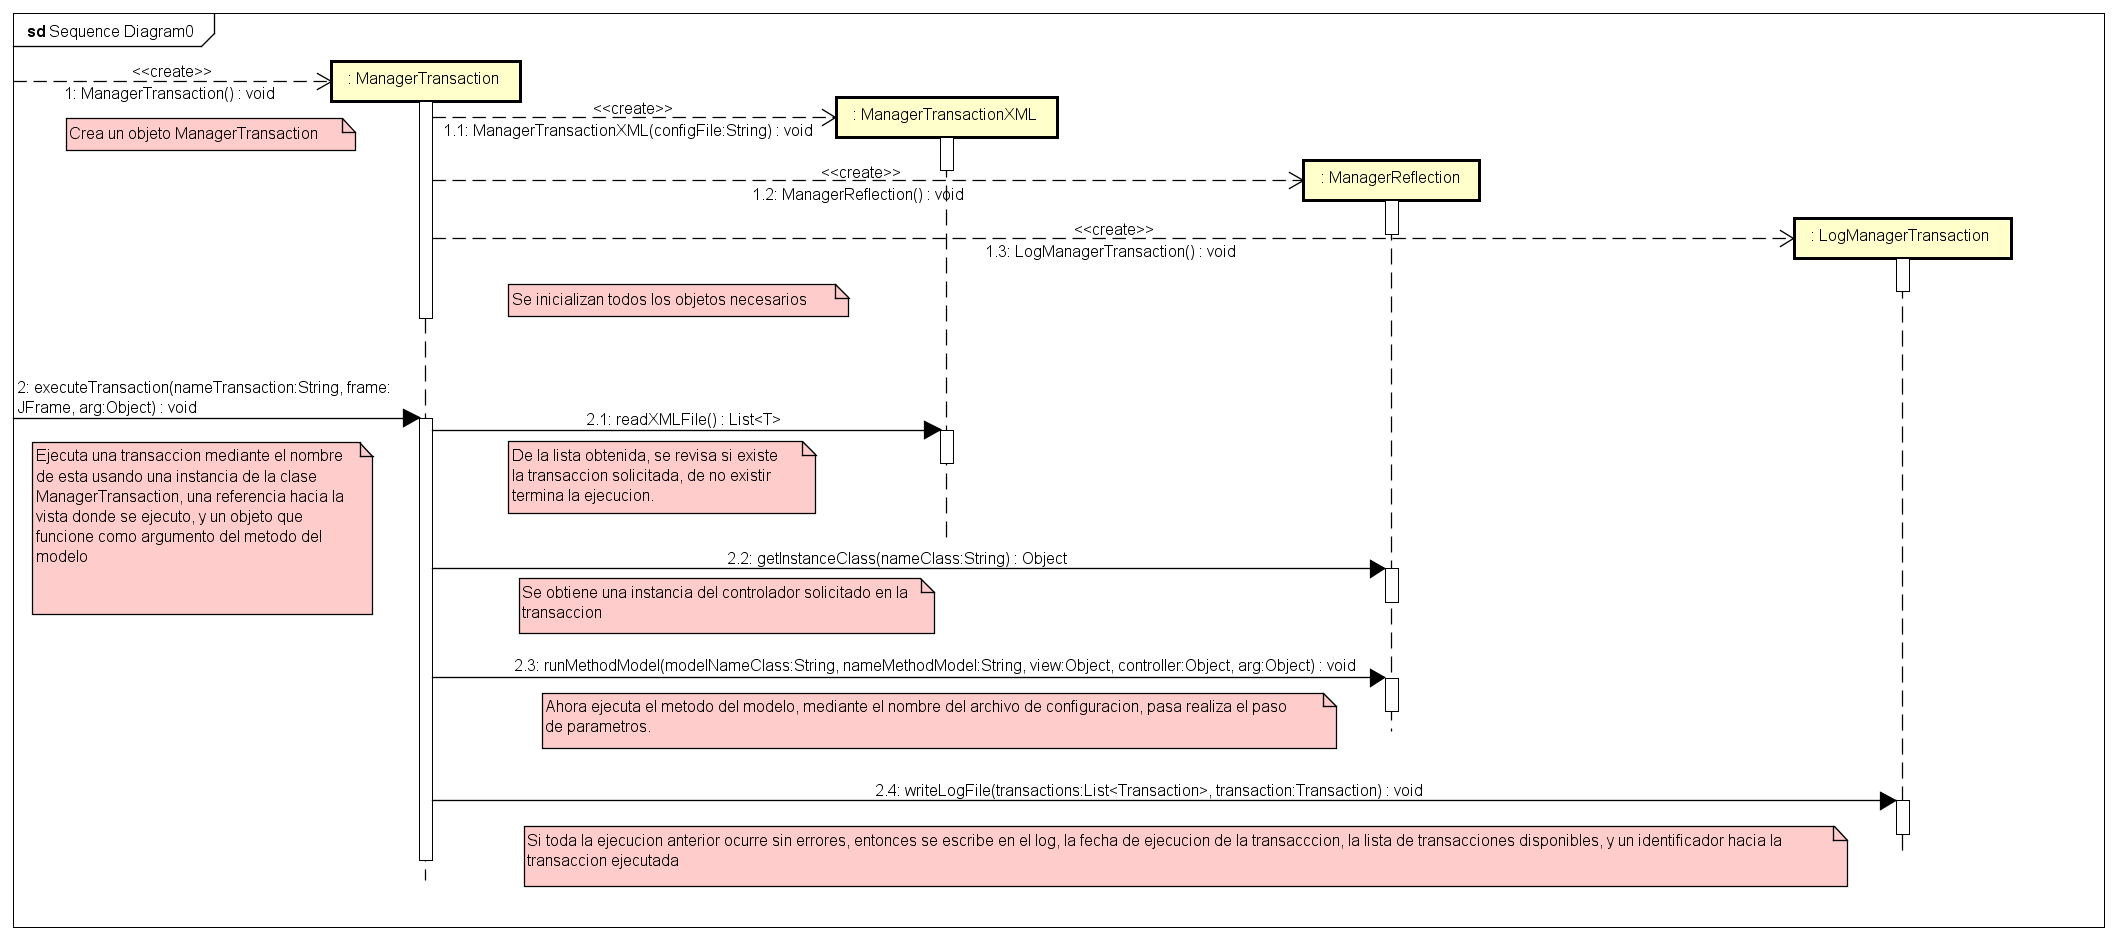 sd Sequence Diagram0
<<create>>
: ManagerTransaction
1: ManagerTransaction() : void
<<create>>
: ManagerTransactionXML
1.1: ManagerTransactionXML(configFile:String) : void
Crea un objeto ManagerTransaction
<<create>>
: ManagerReflection
1.2: ManagerReflection() : void
<<create>>
: LogManagerTransaction
1.3: LogManagerTransaction() : void
Se inicializan todos los objetos necesarios
2: executeTransaction(nameTransaction:String, frame:
JFrame, arg:Object) : void
2.1: readXMLFile() : List<T>
Ejecuta una transaccion mediante el nombre
de esta usando una instancia de la clase
ManagerTransaction, una referencia hacia la
vista donde se ejecuto, y un objeto que
funcione como argumento del metodo del
modelo
De la lista obtenida, se revisa si existe
la transaccion solicitada, de no existir
termina la ejecucion.
2.2: getInstanceClass(nameClass:String) : Object
Se obtiene una instancia del controlador solicitado en la
transaccion
2.3: runMethodModel(modelNameClass:String, nameMethodModel:String, view:Object, controller:Object, arg:Object) : void
Ahora ejecuta el metodo del modelo, mediante el nombre del archivo de configuracion, pasa realiza el paso
de parametros.
2.4: writeLogFile(transactions:List<Transaction>, transaction:Transaction) : void
Si toda la ejecucion anterior ocurre sin errores, entonces se escribe en el log, la fecha de ejecucion de la transacccion, la lista de transacciones disponibles, y un identificador hacia la
transaccion ejecutada